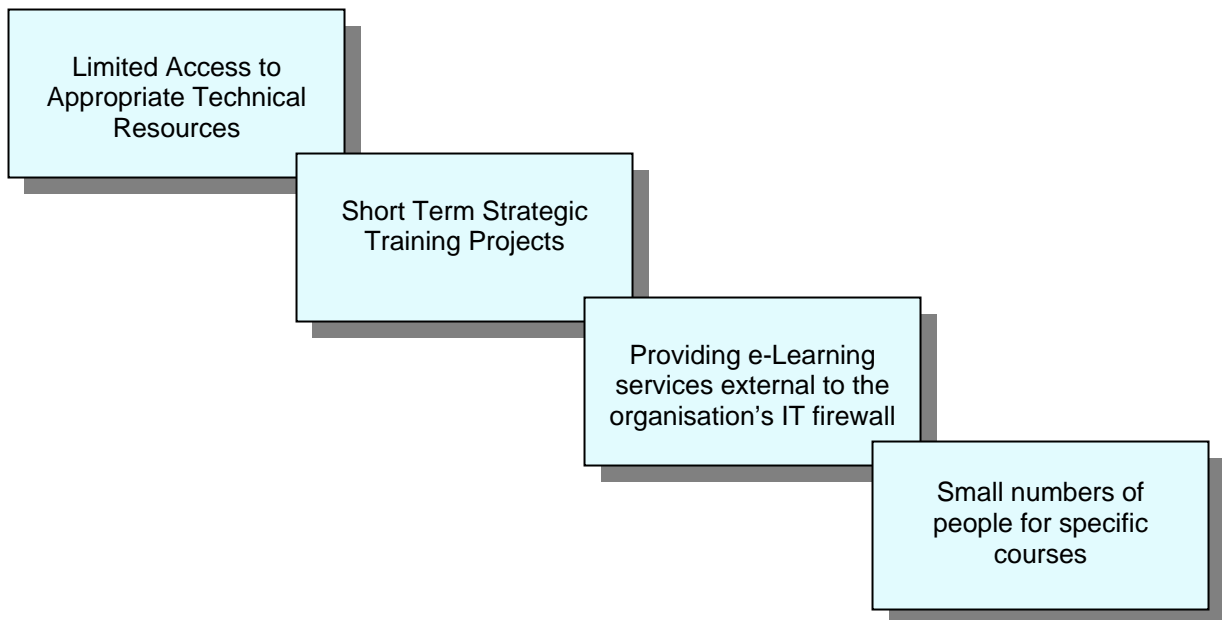 Limited Access to
Appropriate Technical
Resources
Short Term Strategic
Training Projects
Providing e-Learning
services external to the
organisation’s IT firewall
Small numbers of
people for specific
courses